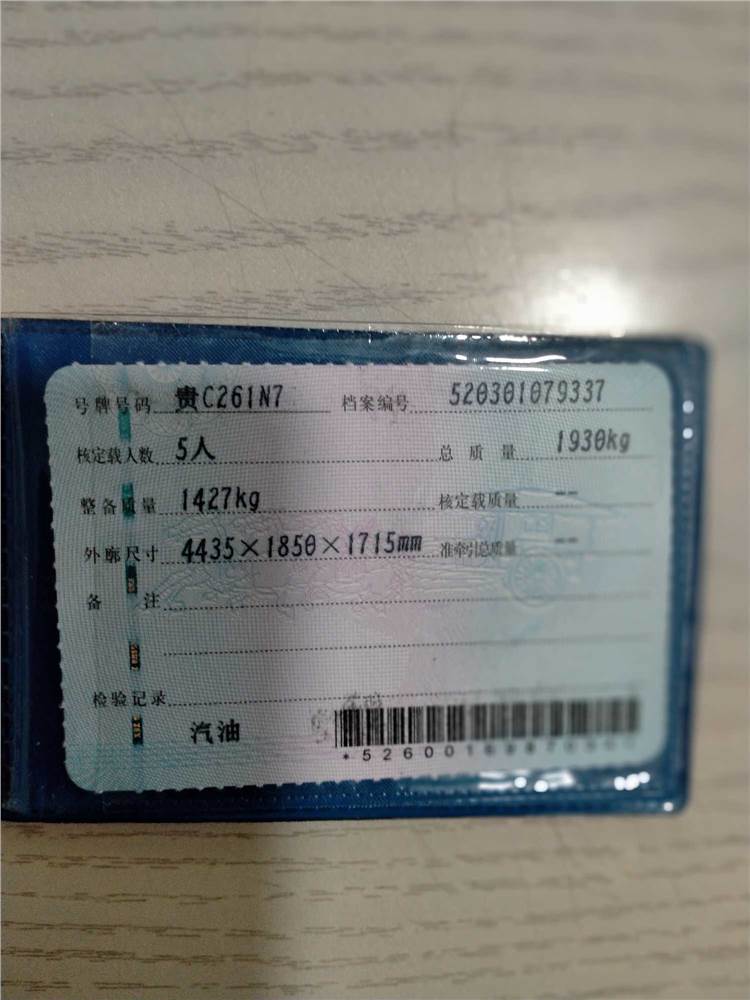 号牌号码 贵C261N7 档案编号 520301079337
核定载人数 5人 总质量 1930kg
整备质量 1427kg 核定载质量 --
外廓尺寸 4435×1850×1715mm 准牵引总质量 --
备注
检验记录
汽油